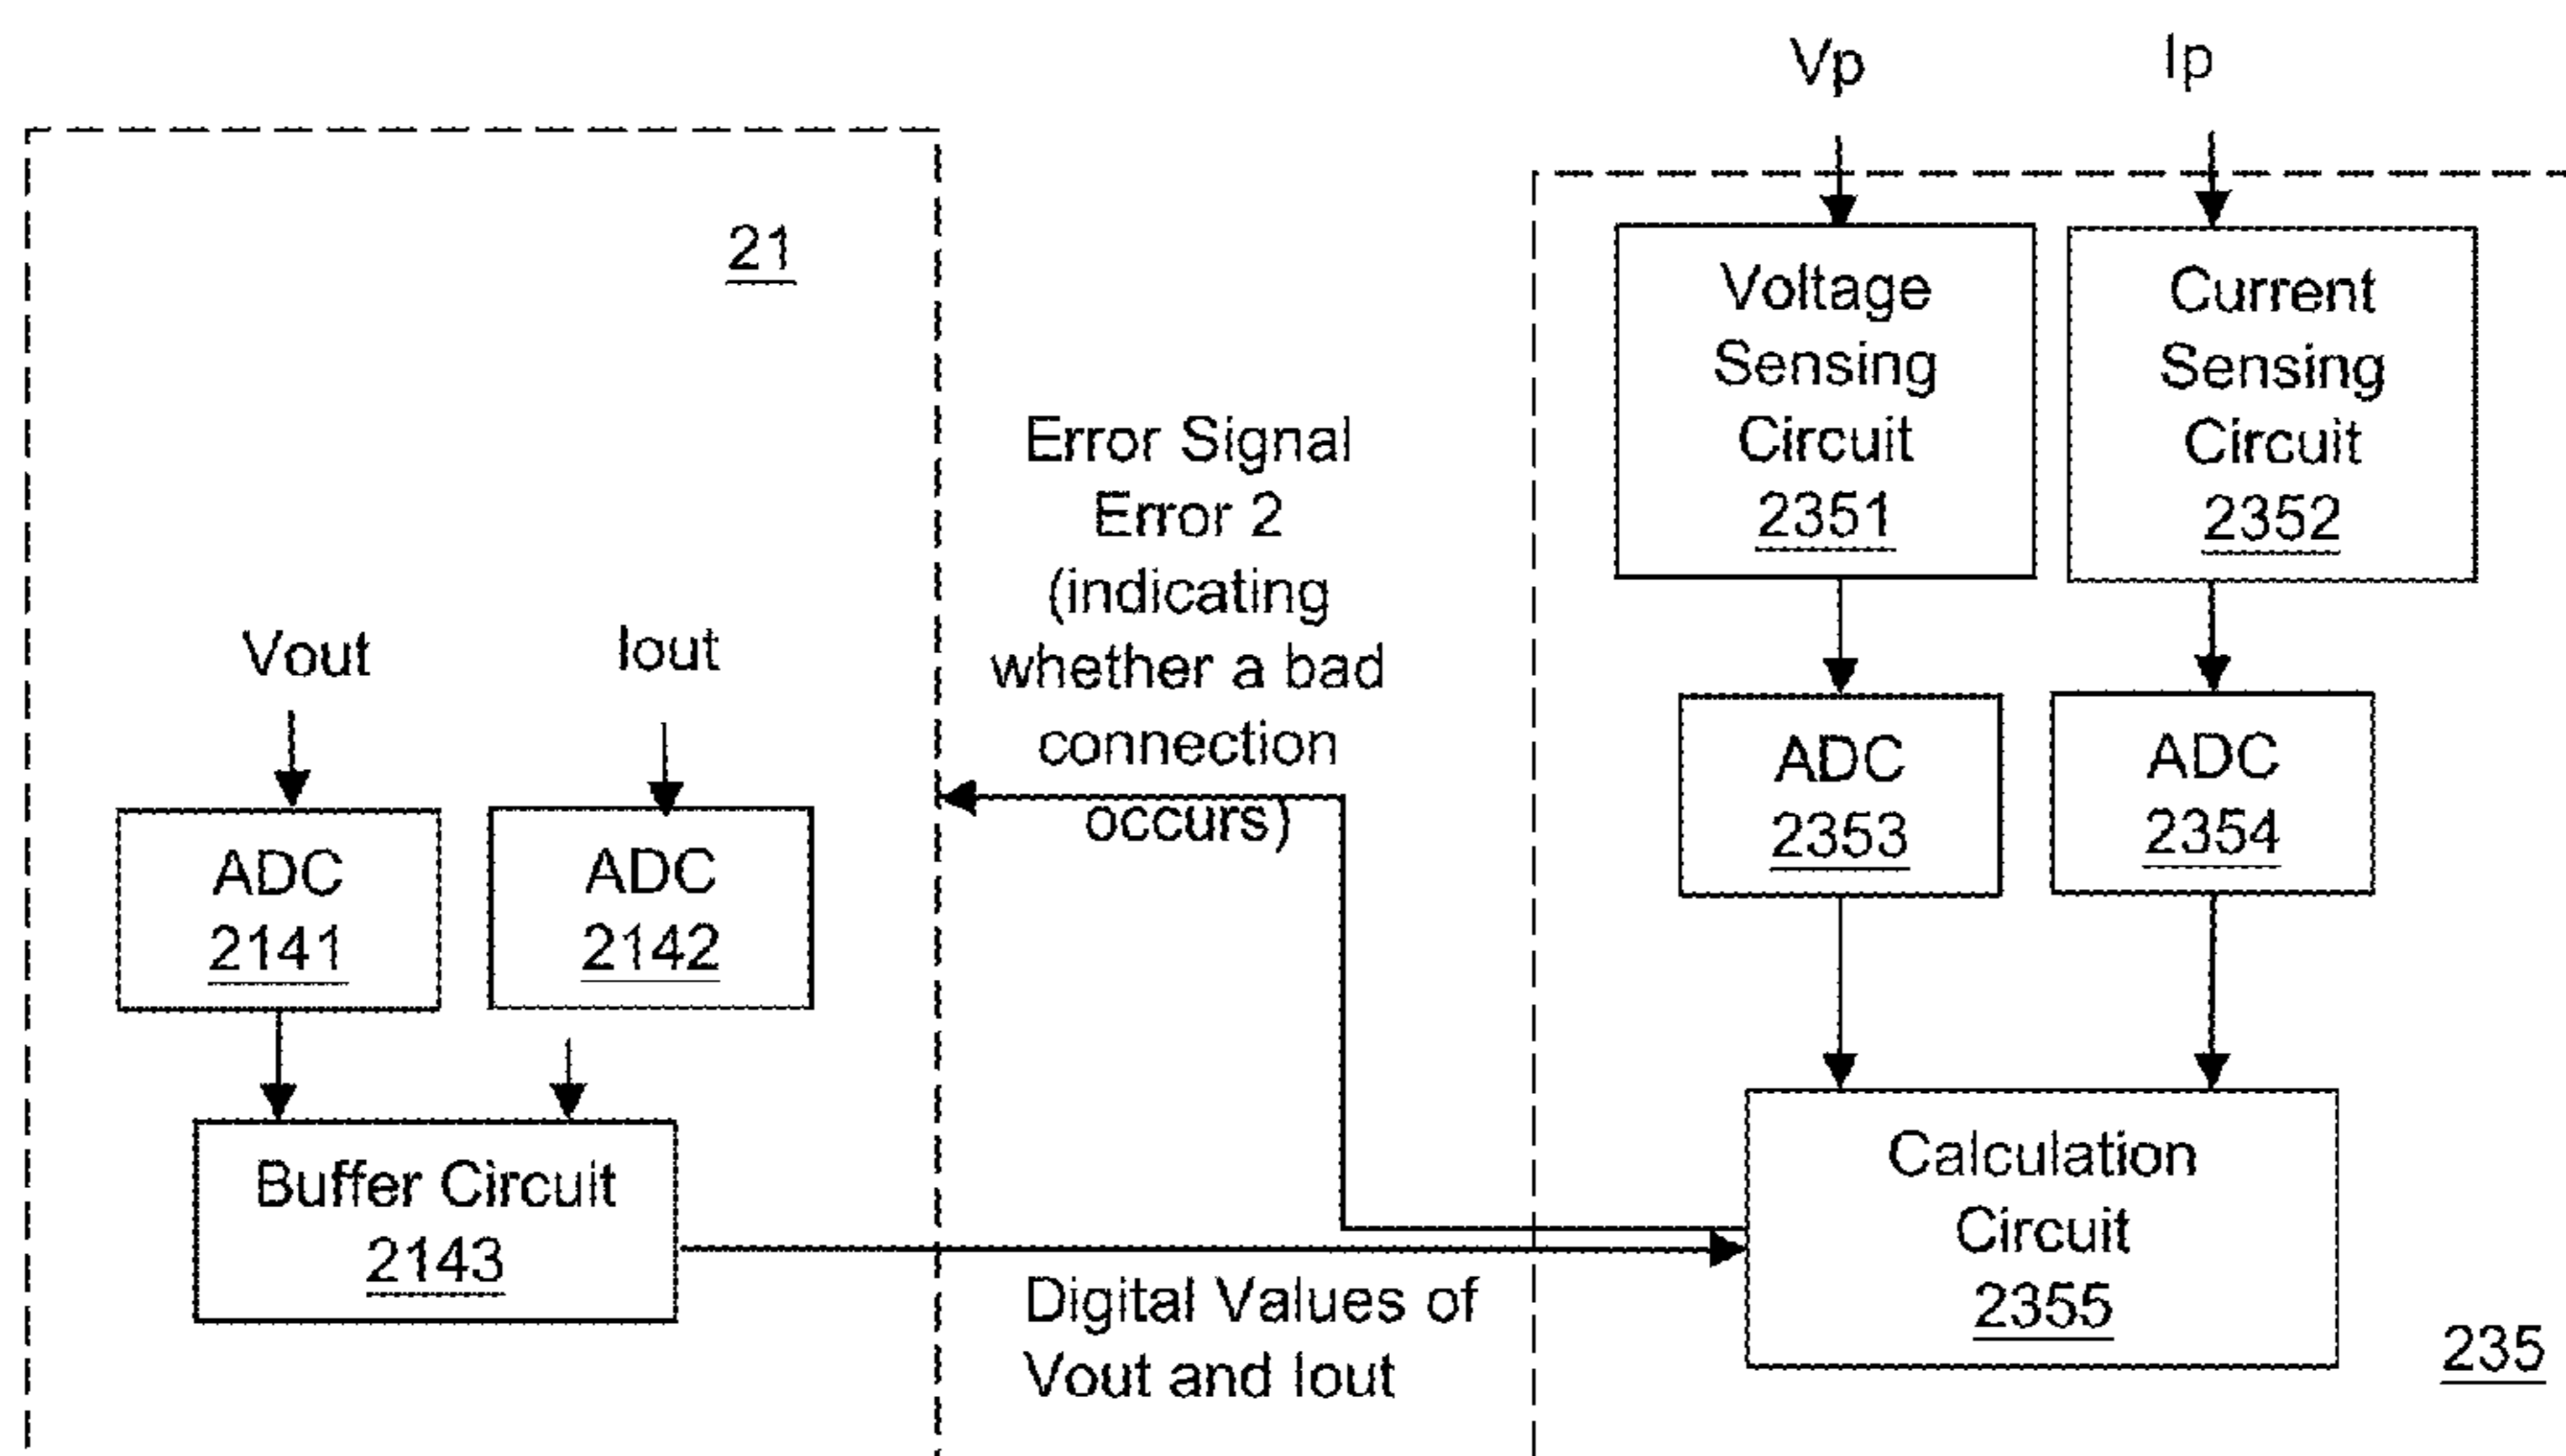 Vp
Ip
21
Voltage
Sensing
Circuit
2351
Current
Sensing
Circuit
2352
Error Signal
Error 2
(indicating
whether a bad
connection
occurs)
Vout
Iout
ADC
2353
ADC
2354
ADC
2141
ADC
2142
Buffer Circuit
2143
Calculation
Circuit
2355
Digital Values of
Vout and Iout
235